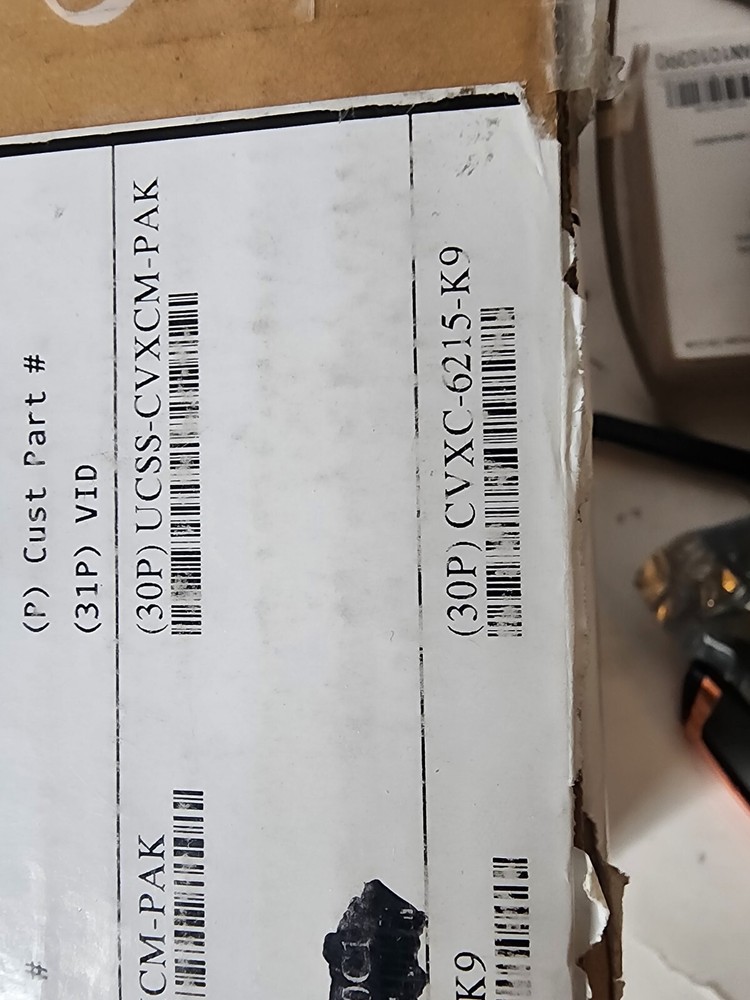 (P) Cust Part #
(31P) VID
(30P) UCSS-CVXCM-PAK
(30P) CVXC-6215-K9
#
CM-PAK
K9